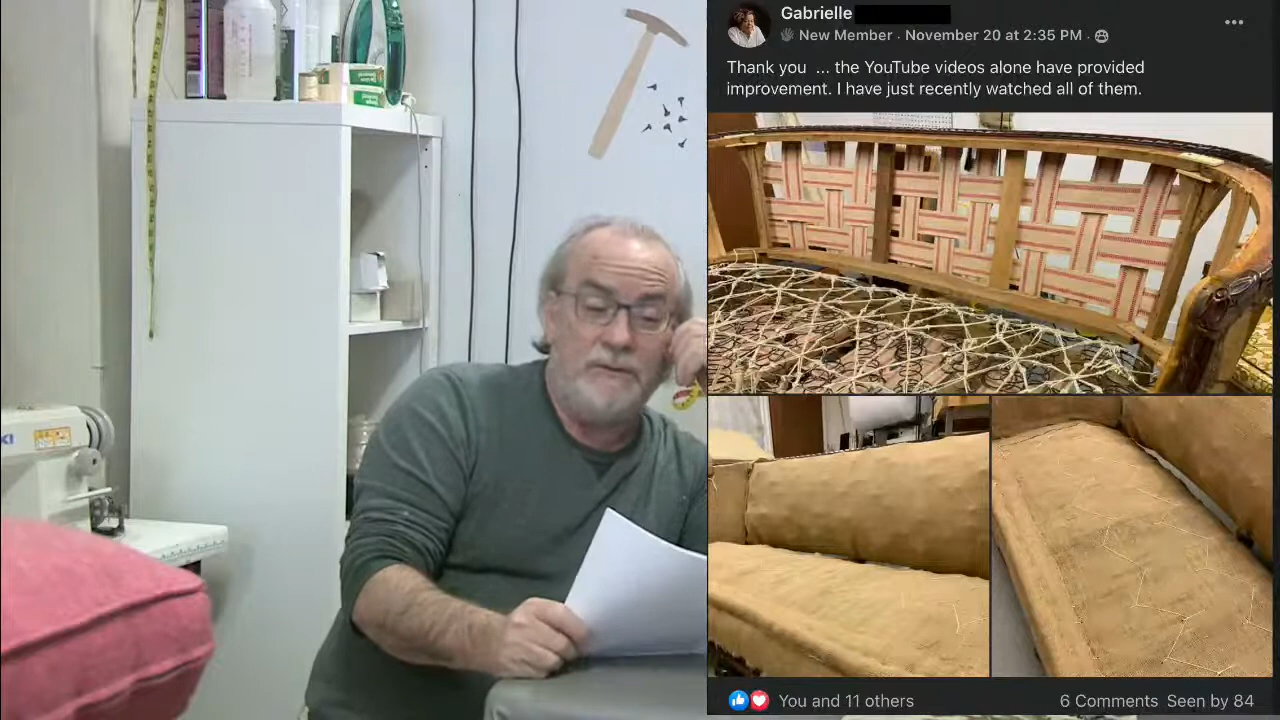 Gabrielle
New Member · November 20 at 2:35 PM ·
Thank you ... the YouTube videos alone have provided
improvement. I have just recently watched all of them.
KI
You and 11 others
6 Comments Seen by 84